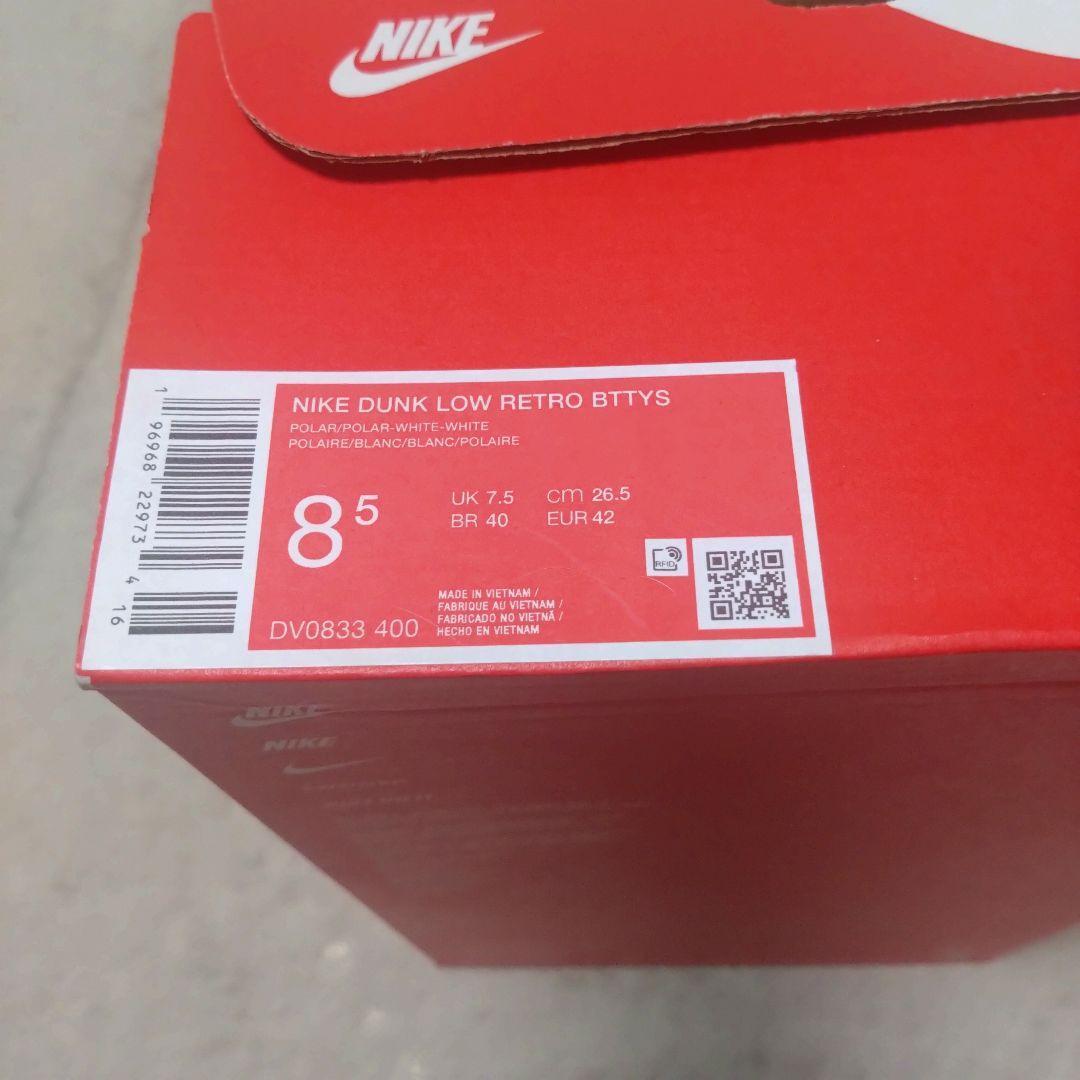 NIKE
NIKE DUNK LOW RETRO BTTYS
POLAR/POLAR-WHITE-WHITE
POLAIRE/BLANC/BLANC/POLAIRE
8 5
UK 7.5 cm 26.5
BR 40 EUR 42
RFID
MADE IN VIETNAM /
FABRIQUE AU VIETNAM /
FABRICADO NO VIETNÃ /
HECHO EN VIETNAM
DV0833 400
1 96968 22973 4 16
NIKE
NIKE